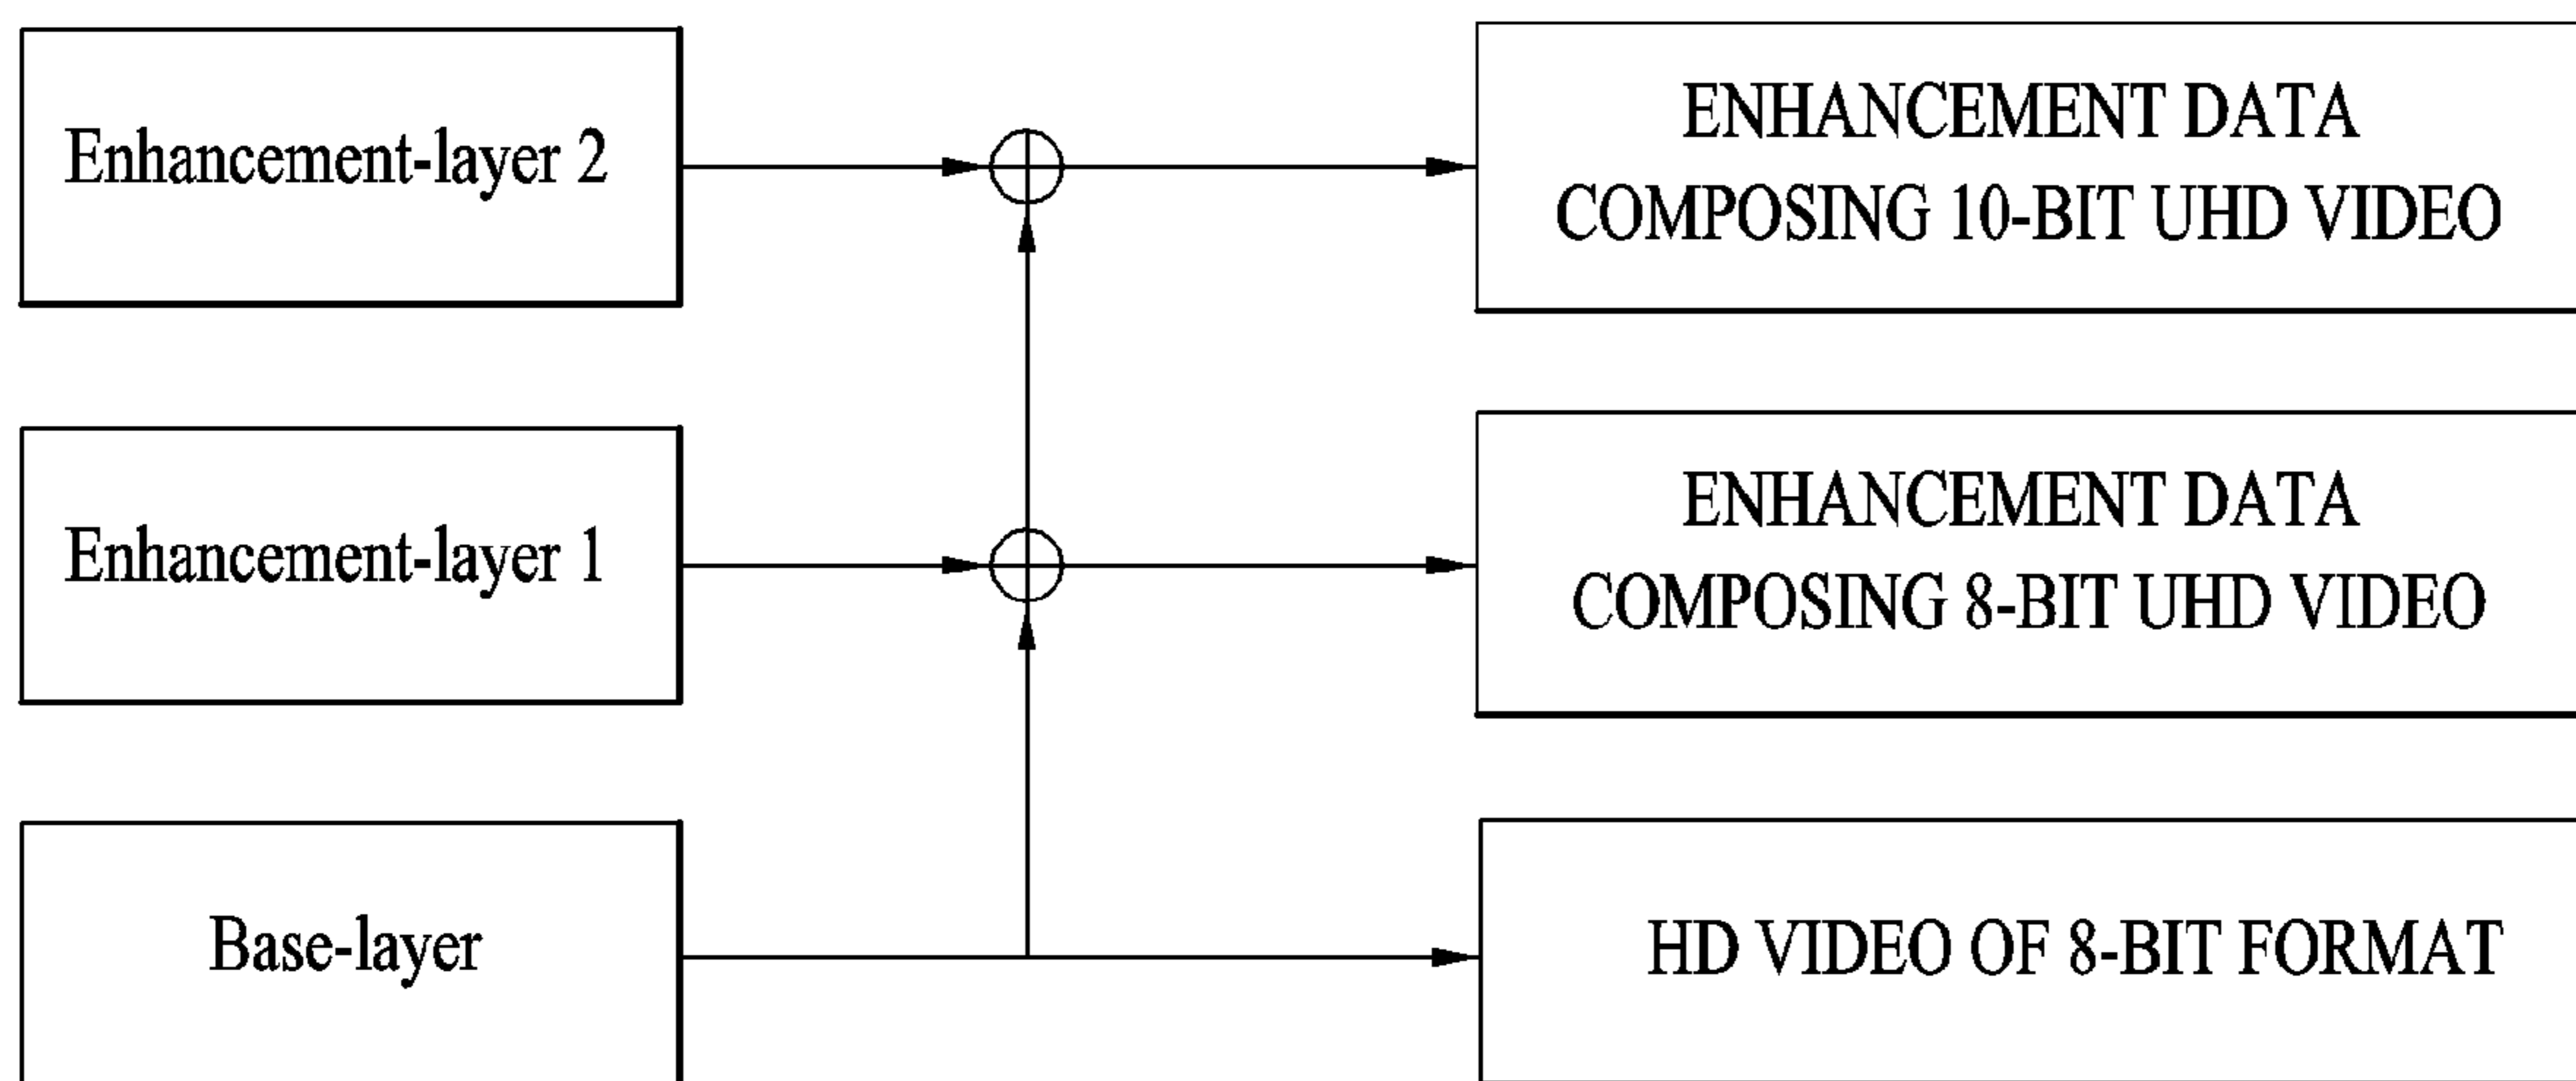 Enhancement-layer 2
ENHANCEMENT DATA
COMPOSING 10-BIT UHD VIDEO
Enhancement-layer 1
ENHANCEMENT DATA
COMPOSING 8-BIT UHD VIDEO
Base-layer
HD VIDEO OF 8-BIT FORMAT